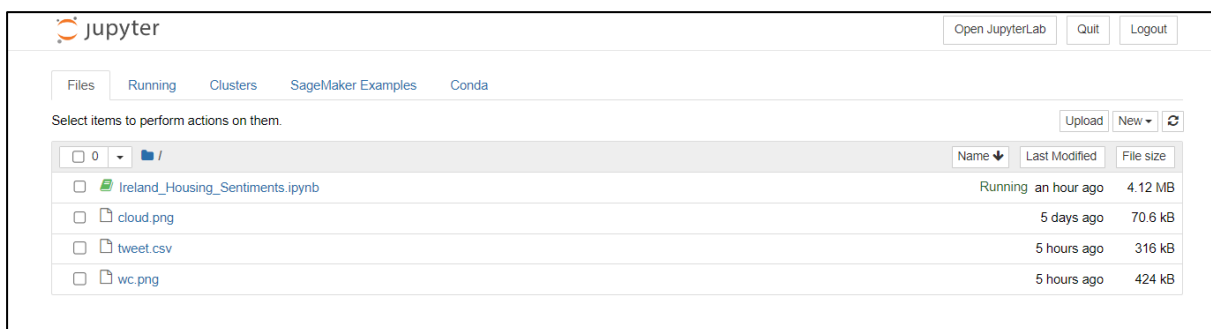 jupyter Open JupyterLab Quit Logout
Files Running Clusters SageMaker Examples Conda
Select items to perform actions on them. Upload New
0 / Name Last Modified File size
Ireland_Housing_Sentiments.ipynb Running an hour ago 4.12 MB
cloud.png 5 days ago 70.6 kB
tweet.csv 5 hours ago 316 kB
wc.png 5 hours ago 424 kB